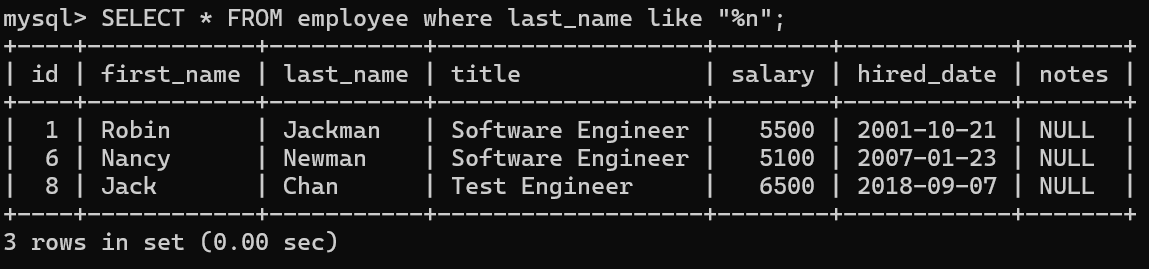 mysql> SELECT * FROM employee where last_name like "%n";
+----+------------+-----------+-------------------+--------+------------+-------+
| id | first_name | last_name | title             | salary | hired_date | notes |
+----+------------+-----------+-------------------+--------+------------+-------+
|  1 | Robin      | Jackman   | Software Engineer |   5500 | 2001-10-21 | NULL  |
|  6 | Nancy      | Newman    | Software Engineer |   5100 | 2007-01-23 | NULL  |
|  8 | Jack       | Chan      | Test Engineer     |   6500 | 2018-09-07 | NULL  |
+----+------------+-----------+-------------------+--------+------------+-------+
3 rows in set (0.00 sec)